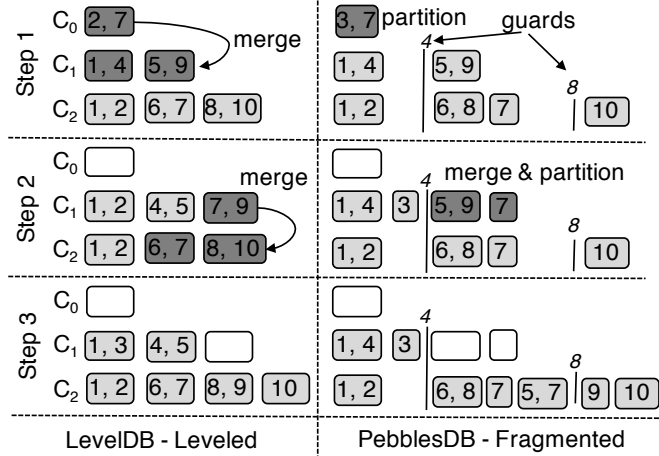 Step 1
C0 2, 7 merge
C1 1, 4 5, 9
C2 1, 2 6, 7 8, 10
3, 7 partition guards
4
1, 4 5, 9
8
1, 2 6, 8 7 10
Step 2
C0
merge
C1 1, 2 4, 5 7, 9
C2 1, 2 6, 7 8, 10
merge & partition
4
1, 4 3 5, 9 7
8
1, 2 6, 8 7 10
Step 3
C0
C1 1, 3 4, 5
C2 1, 2 6, 7 8, 9 10
4
1, 4 3
8
1, 2 6, 8 7 5, 7 9 10
LevelDB - Leveled
PebblesDB - Fragmented